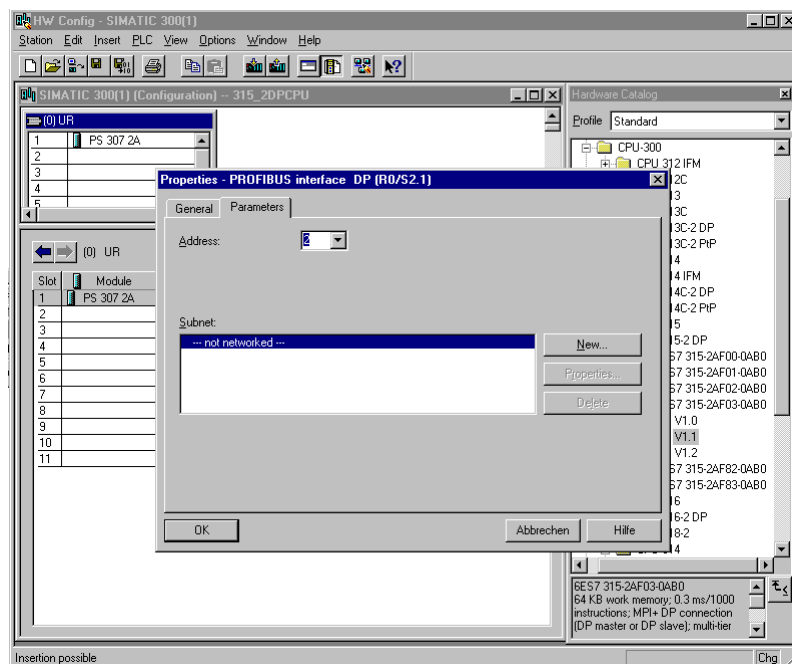 HW Config - SIMATIC 300(1)
Station Edit Insert PLC View Options Window Help
SIMATIC 300(1) (Configuration) -- 315_2DPCPU
(0) UR
1 PS 307 2A
2
3
4
5
(0) UR
Slot Module
1 PS 307 2A
2
3
4
5
6
7
8
9
10
11
Properties - PROFIBUS interface DP (R0/S2.1)
General Parameters
Address: 2
Subnet:
--- not networked ---
New...
Properties...
Delete
OK Abbrechen Hilfe
Hardware Catalog
Profile Standard
CPU-300
CPU 312 IFM
2C
3
3C
3C-2 DP
3C-2 PtP
4
4 IFM
4C-2 DP
4C-2 PtP
5
5-2 DP
S7 315-2AF00-0AB0
S7 315-2AF01-0AB0
S7 315-2AF02-0AB0
S7 315-2AF03-0AB0
V1.0
V1.1
V1.2
S7 315-2AF82-0AB0
S7 315-2AF83-0AB0
6
6-2 DP
8-2
6ES7 315-2AF03-0AB0
64 KB work memory; 0.3 ms/1000
instructions; MPI+ DP connection
(DP master or DP slave); multi-tier
Insertion possible
Chg